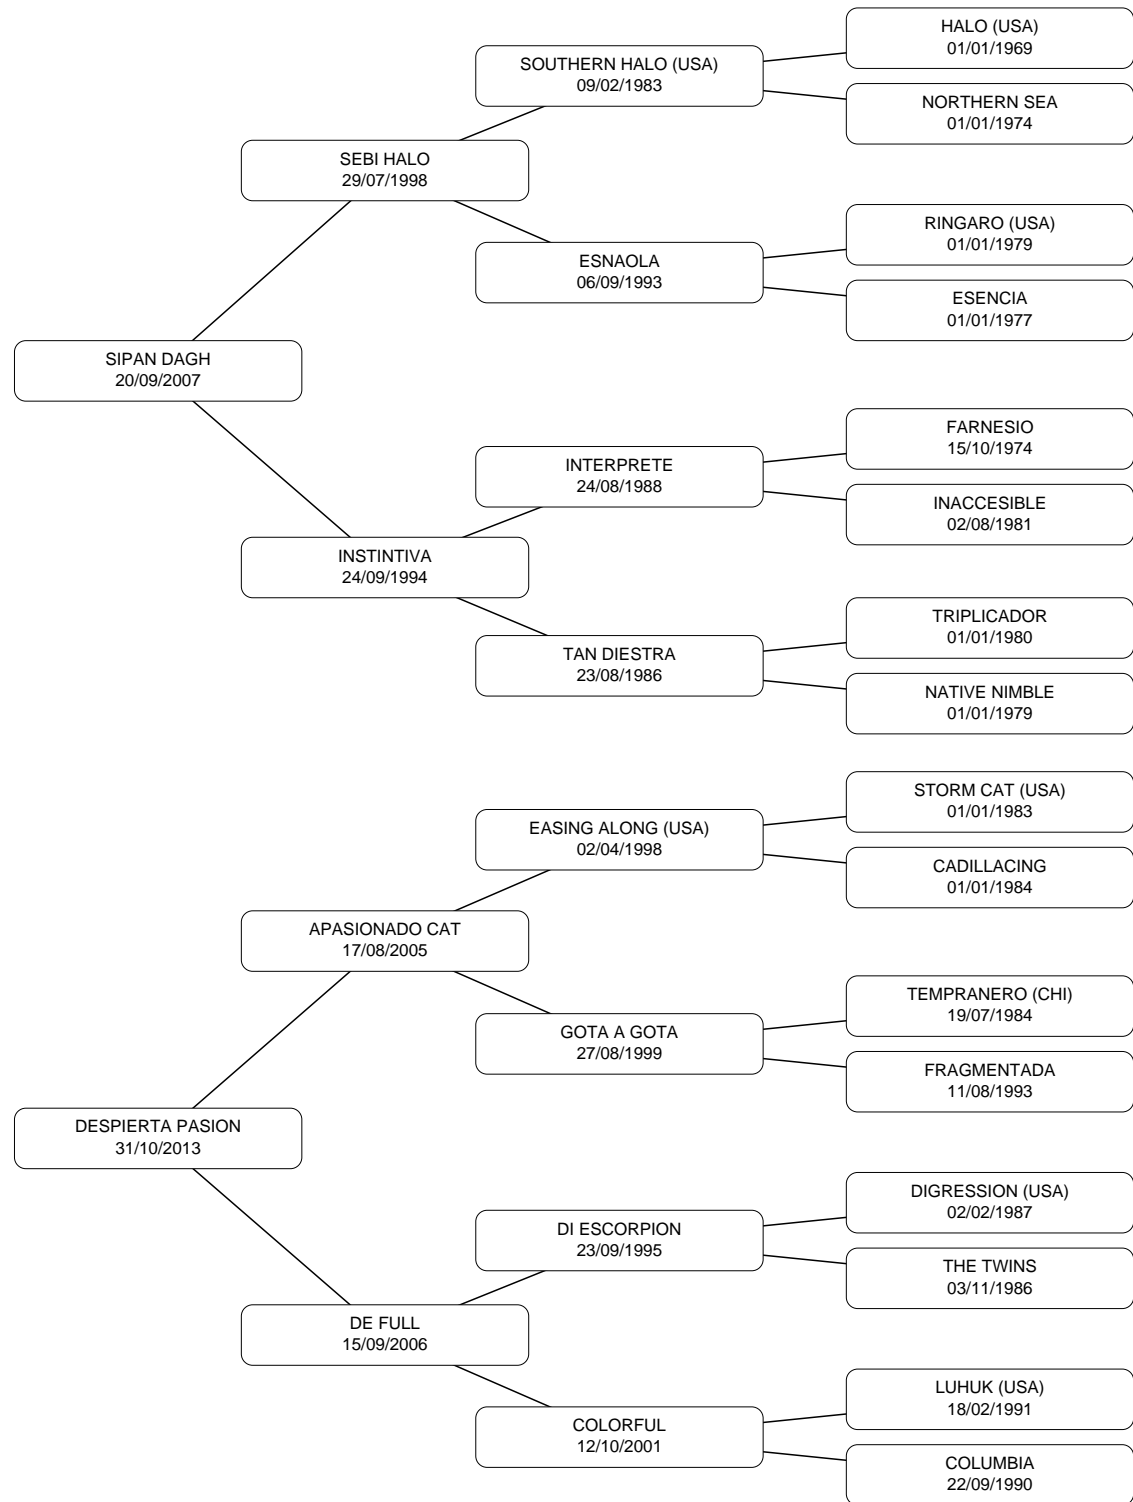 HALO (USA)
01/01/1969
SOUTHERN HALO (USA)
09/02/1983
NORTHERN SEA
01/01/1974
SEBI HALO
29/07/1998
RINGARO (USA)
01/01/1979
ESNAOLA
06/09/1993
ESENCIA
01/01/1977
SIPAN DAGH
20/09/2007
FARNESIO
15/10/1974
INTERPRETE
24/08/1988
INACCESIBLE
02/08/1981
INSTINTIVA
24/09/1994
TRIPLICADOR
01/01/1980
TAN DIESTRA
23/08/1986
NATIVE NIMBLE
01/01/1979
STORM CAT (USA)
01/01/1983
EASING ALONG (USA)
02/04/1998
CADILLACING
01/01/1984
APASIONADO CAT
17/08/2005
TEMPRANERO (CHI)
19/07/1984
GOTA A GOTA
27/08/1999
FRAGMENTADA
11/08/1993
DESPIERTA PASION
31/10/2013
DIGRESSION (USA)
02/02/1987
DI ESCORPION
23/09/1995
THE TWINS
03/11/1986
DE FULL
15/09/2006
LUHUK (USA)
18/02/1991
COLORFUL
12/10/2001
COLUMBIA
22/09/1990